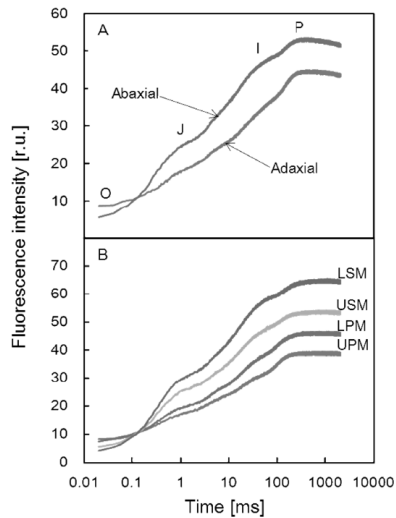 60
A
P
50
I
40
Abaxial
30
J
20
Adaxial
10
O
Fluorescence intensity [r.u.]
B
70
LSM
60
USM
50
LPM
40
UPM
30
20
10
0
0.01 0.1 1 10 100 1000 10000
Time [ms]